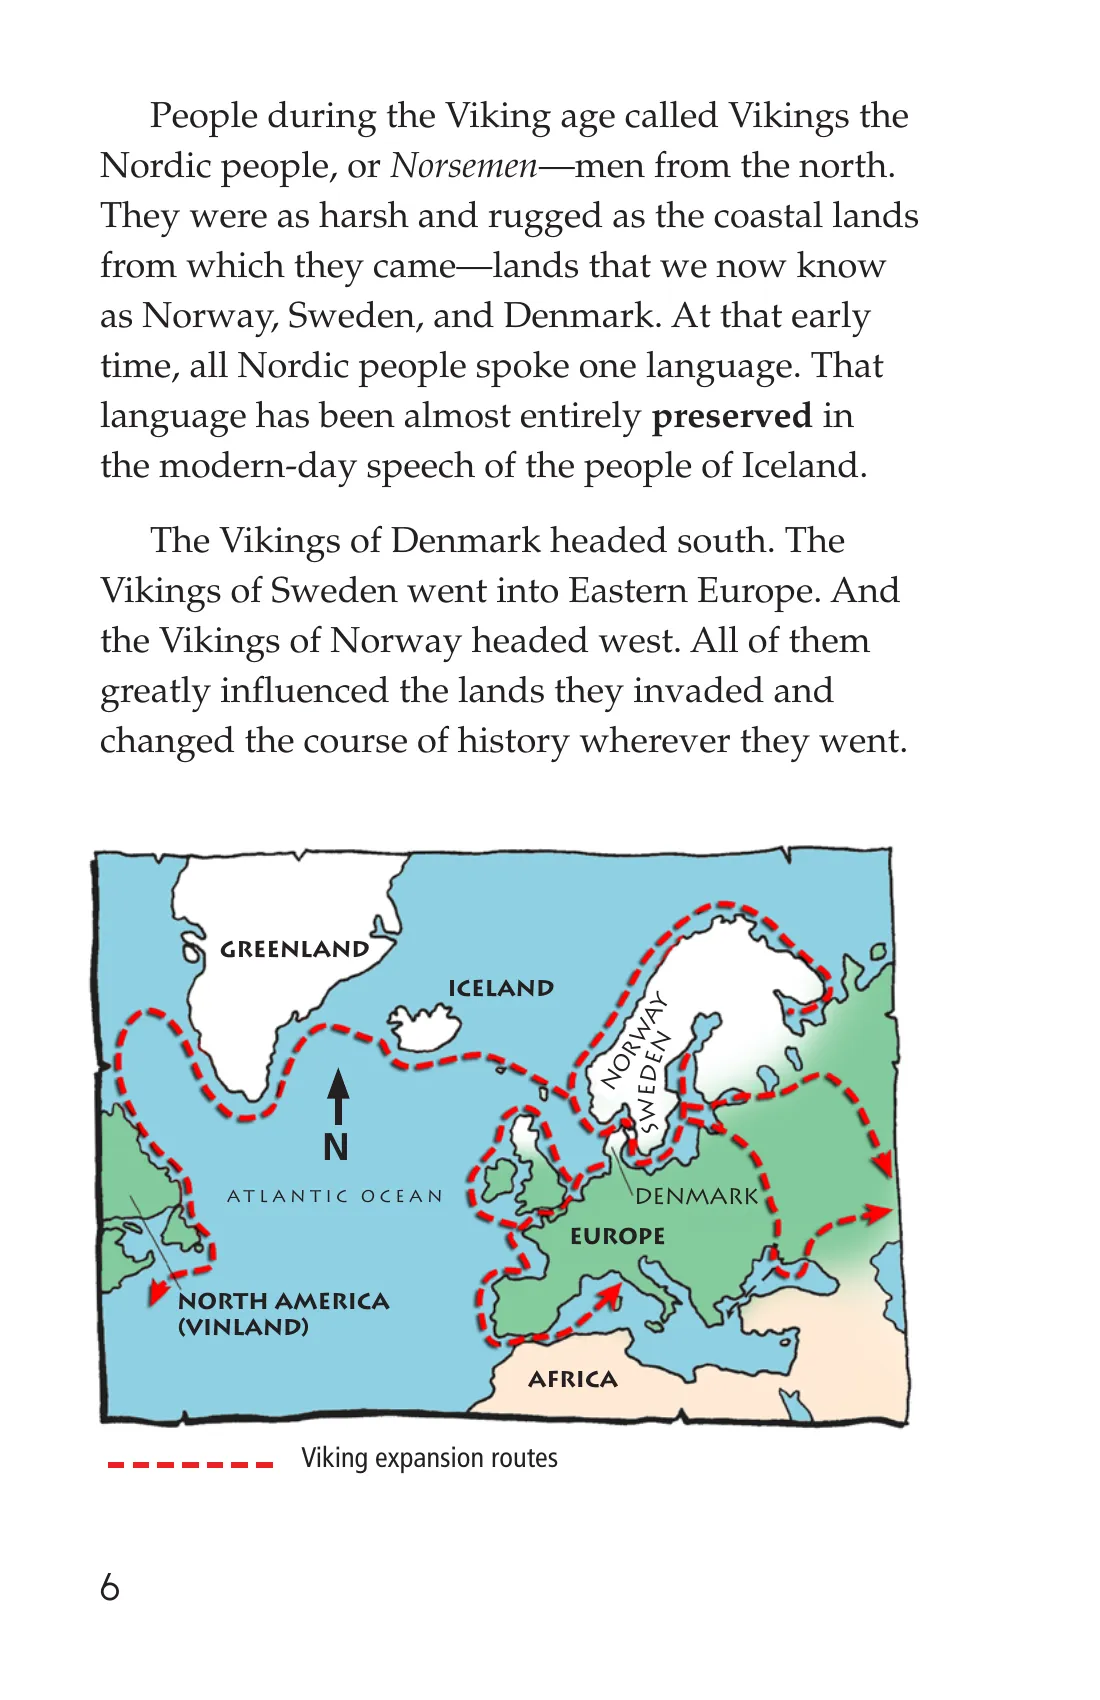 People during the Viking age called Vikings the
Nordic people, or Norsemen—men from the north.
They were as harsh and rugged as the coastal lands
from which they came—lands that we now know
as Norway, Sweden, and Denmark. At that early
time, all Nordic people spoke one language. That
language has been almost entirely preserved in
the modern-day speech of the people of Iceland.
The Vikings of Denmark headed south. The
Vikings of Sweden went into Eastern Europe. And
the Vikings of Norway headed west. All of them
greatly influenced the lands they invaded and
changed the course of history wherever they went.
GREENLAND
ICELAND
NORWAY
SWEDEN
N
ATLANTIC OCEAN
DENMARK
EUROPE
NORTH AMERICA
(VINLAND)
AFRICA
Viking expansion routes
6